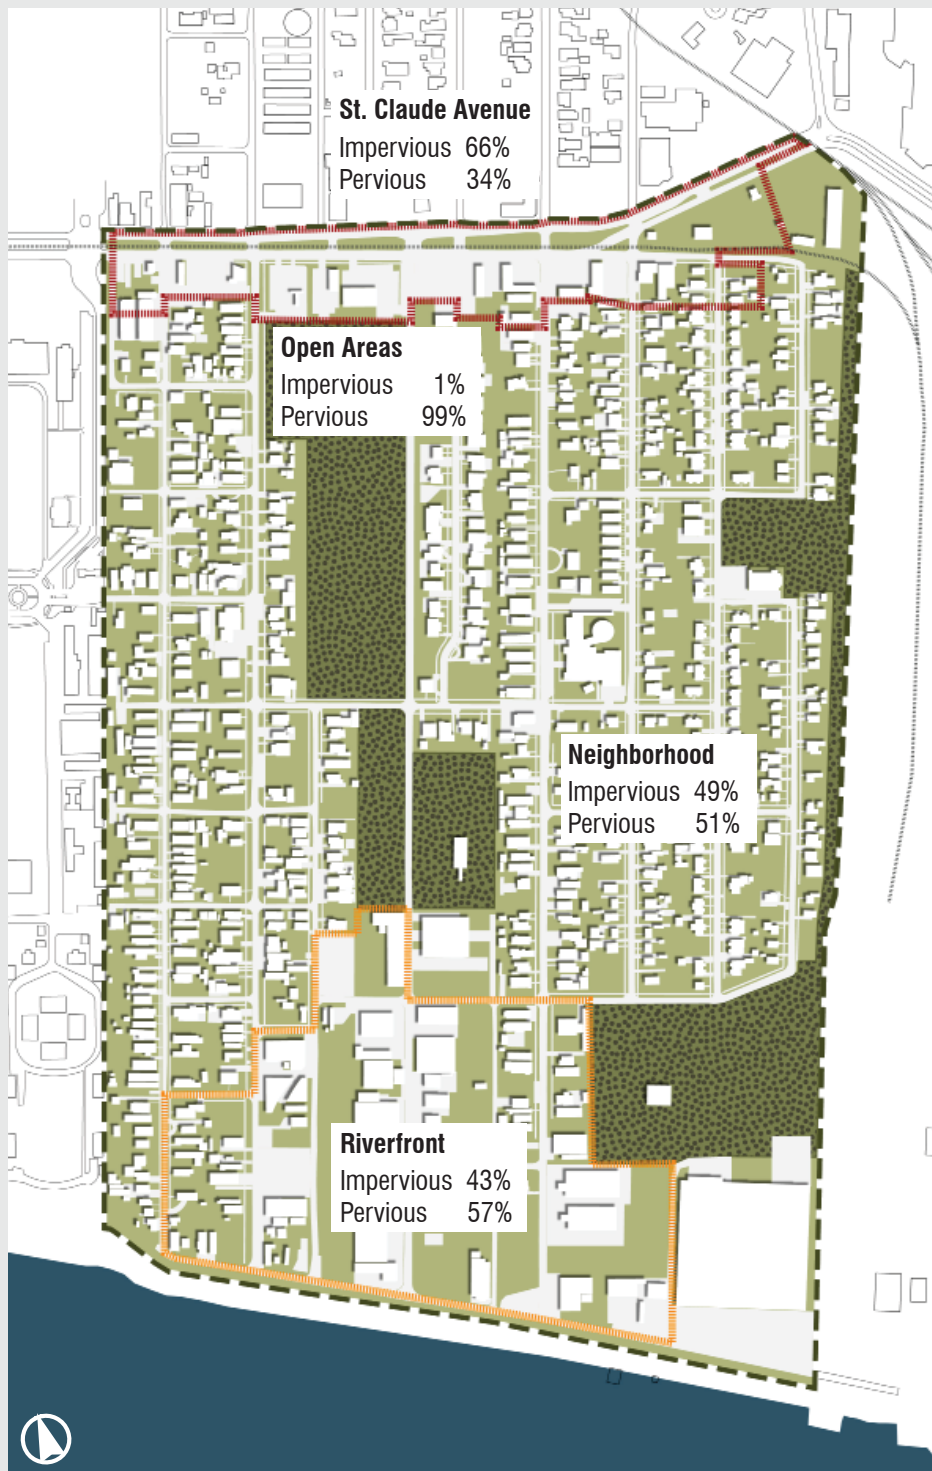 St. Claude Avenue
Impervious 66%
Pervious 34%
Open Areas
Impervious 1%
Pervious 99%
Neighborhood
Impervious 49%
Pervious 51%
Riverfront
Impervious 43%
Pervious 57%